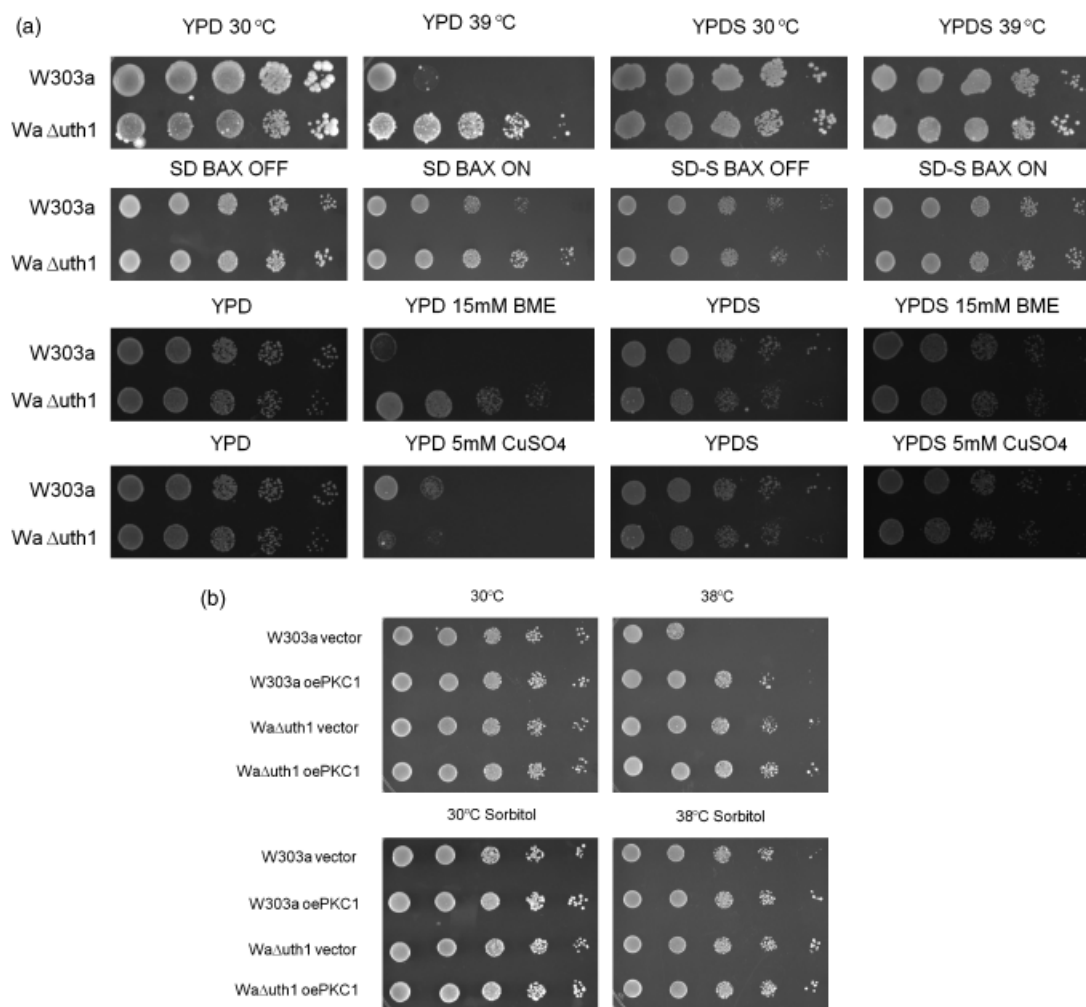 (a)
YPD 30 °C YPD 39 °C YPDS 30 °C YPDS 39 °C
W303a
Wa Δuth1
SD BAX OFF SD BAX ON SD-S BAX OFF SD-S BAX ON
W303a
Wa Δuth1
YPD YPD 15mM BME YPDS YPDS 15mM BME
W303a
Wa Δuth1
YPD YPD 5mM CuSO4 YPDS YPDS 5mM CuSO4
W303a
Wa Δuth1
(b)
30°C 38°C
W303a vector
W303a oePKC1
WaΔuth1 vector
WaΔuth1 oePKC1
30°C Sorbitol 38°C Sorbitol
W303a vector
W303a oePKC1
WaΔuth1 vector
WaΔuth1 oePKC1